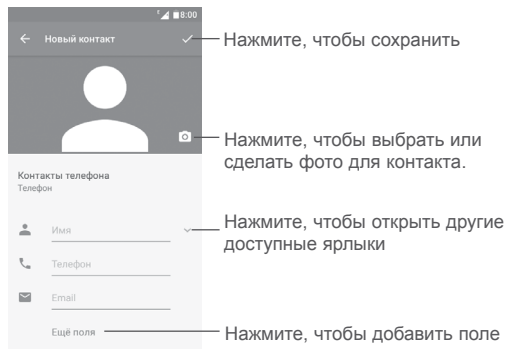 8:00
Новый контакт
Нажмите, чтобы сохранить
Нажмите, чтобы выбрать или
сделать фото для контакта.
Контакты телефона
Телефон
Нажмите, чтобы открыть другие
доступные ярлыки
Имя
Телефон
Email
Ещё поля
Нажмите, чтобы добавить поле